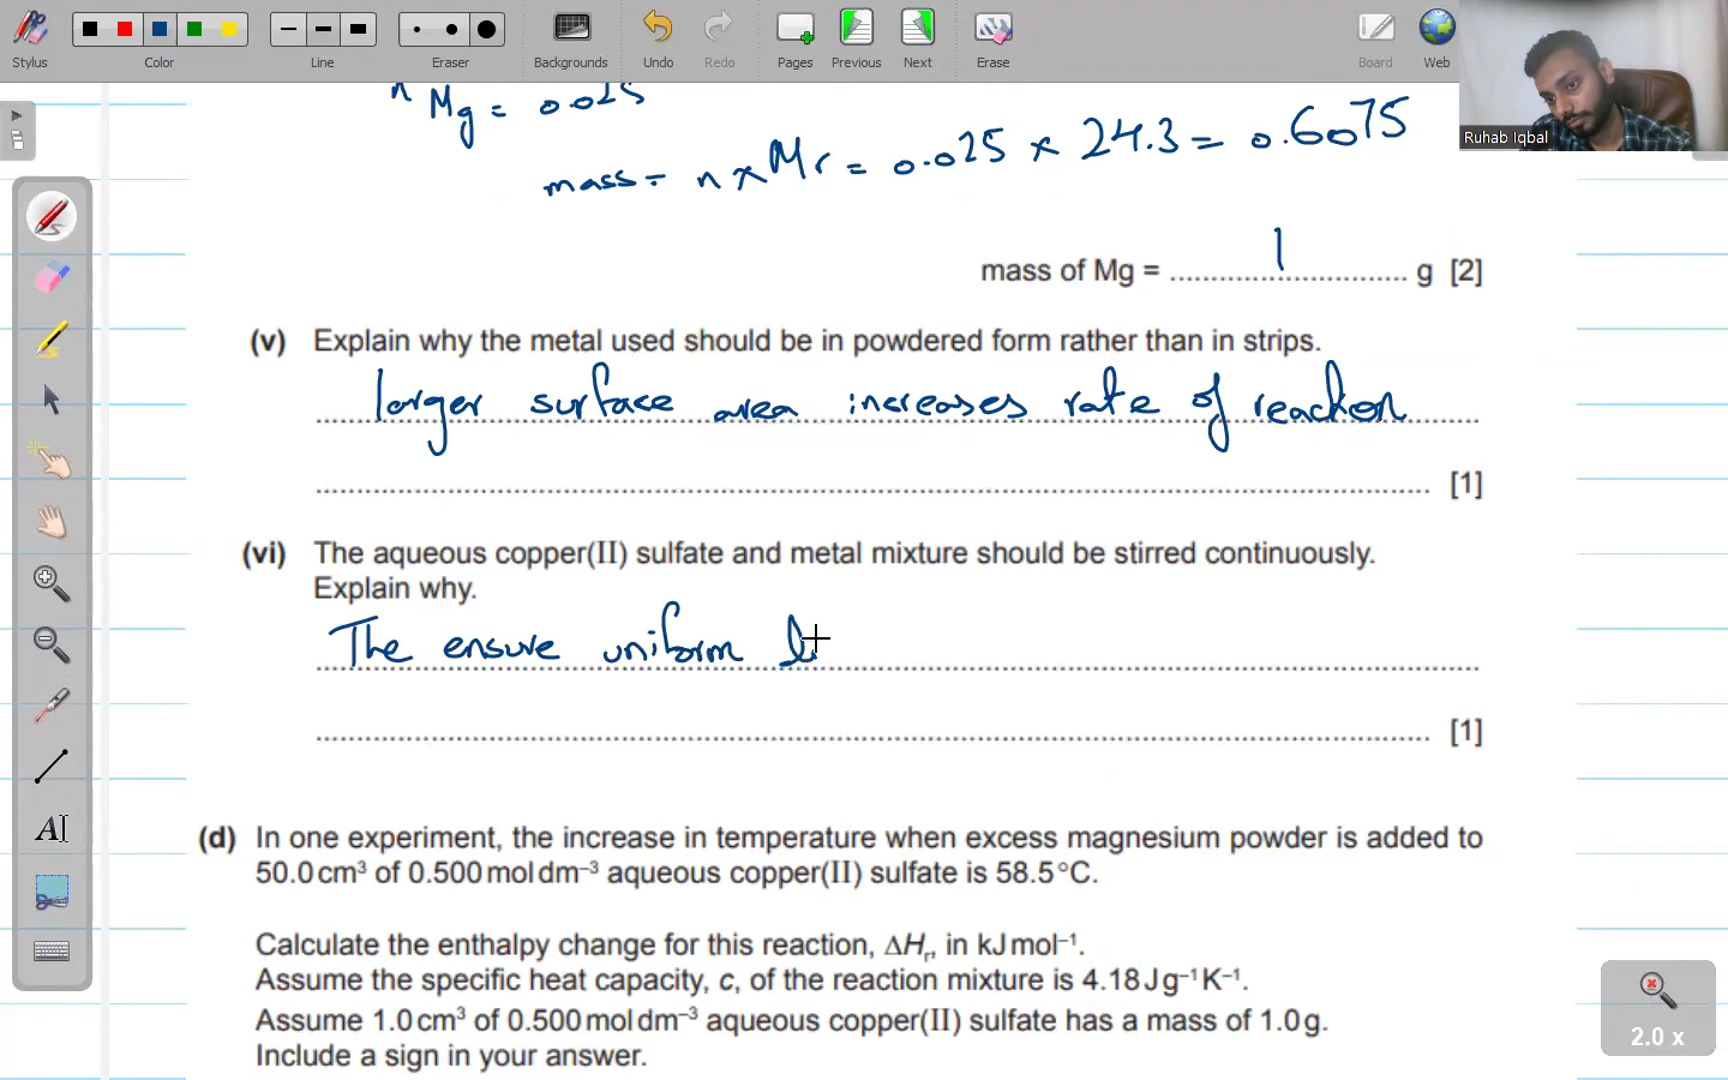 Stylus
Color
Line
Eraser
Backgrounds
Undo
Redo
Pages
Previous
Next
Erase
Board
Web
Ruhab Iqbal
n Mg = 0.025
mass = n × Mr = 0.025 × 24.3 = 0.6075
mass of Mg = 1 g [2]
(v) Explain why the metal used should be in powdered form rather than in strips.
larger surface area increases rate of reaction
[1]
(vi) The aqueous copper(II) sulfate and metal mixture should be stirred continuously.
Explain why.
The ensure uniform
[1]
(d) In one experiment, the increase in temperature when excess magnesium powder is added to
50.0 cm³ of 0.500 mol dm⁻³ aqueous copper(II) sulfate is 58.5 °C.
Calculate the enthalpy change for this reaction, ΔHᵣ, in kJ mol⁻¹.
Assume the specific heat capacity, c, of the reaction mixture is 4.18 J g⁻¹ K⁻¹.
Assume 1.0 cm³ of 0.500 mol dm⁻³ aqueous copper(II) sulfate has a mass of 1.0 g.
Include a sign in your answer.
2.0 x